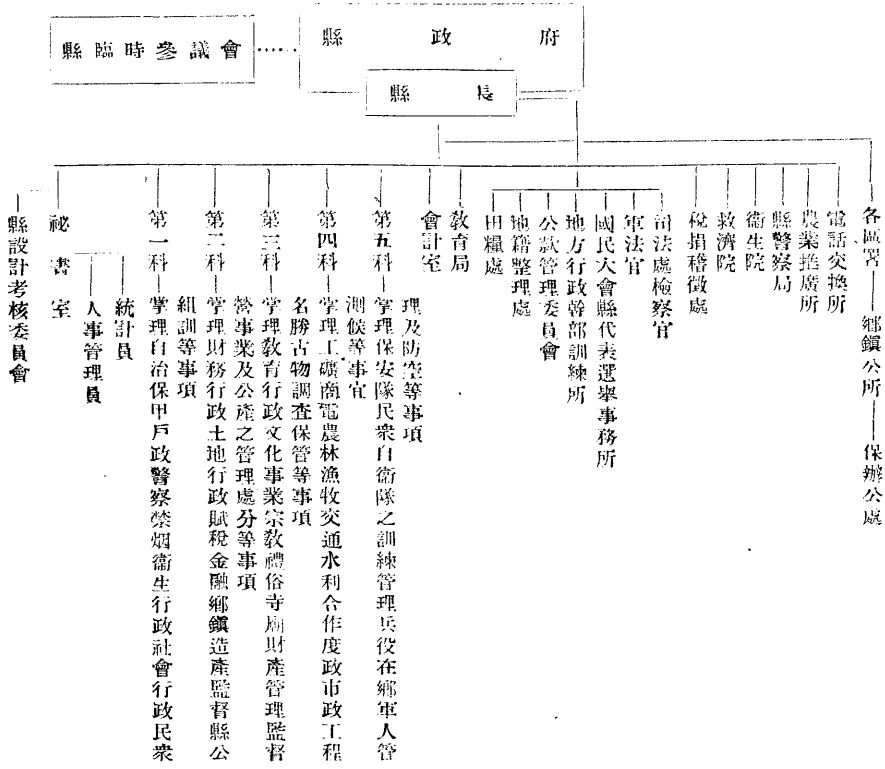 縣政府
縣長
縣臨時參議會
各區署——鄉鎮公所——保辦公處
電話交換所
農業推廣所
縣警察局
衞生院
救濟院
稅捐稽徵處
司法處檢察官
軍法官
國民大會縣代表選舉事務所
地方行政幹部訓練所
公款管理委員會
地籍整理處
田糧處
教育局
會計室
第五科——掌理保安隊民衆自衞隊之訓練管理兵役在鄉軍人管
理及防空等事項
第四科——掌理工礦商電農林漁牧交通水利合作度政市政工程
測候等事宜
第三科——掌理教育行政文化事業宗教禮俗寺廟財產管理監督
名勝古物調查保管等事項
第二科——掌理財務行政土地行政賦稅金融鄉鎮造產監督縣公
營事業及公產之管理處分等事項
第一科——掌理自治保甲戶政警察禁烟衞生行政社會行政民衆
組訓等事項
祕書室
統計員
人事管理員
縣設計考核委員會